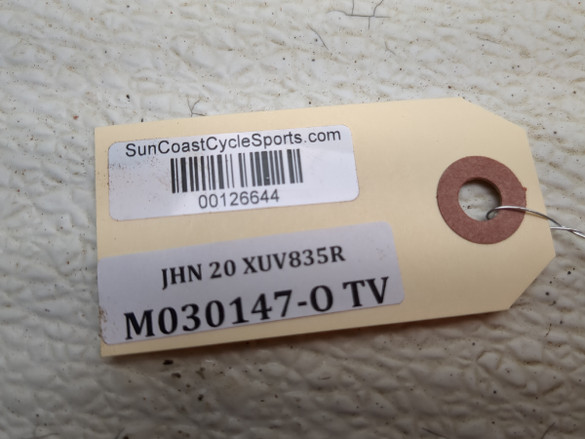 SunCoastCycleSports.com
00126644
JHN 20 XUV835R
M030147-O TV